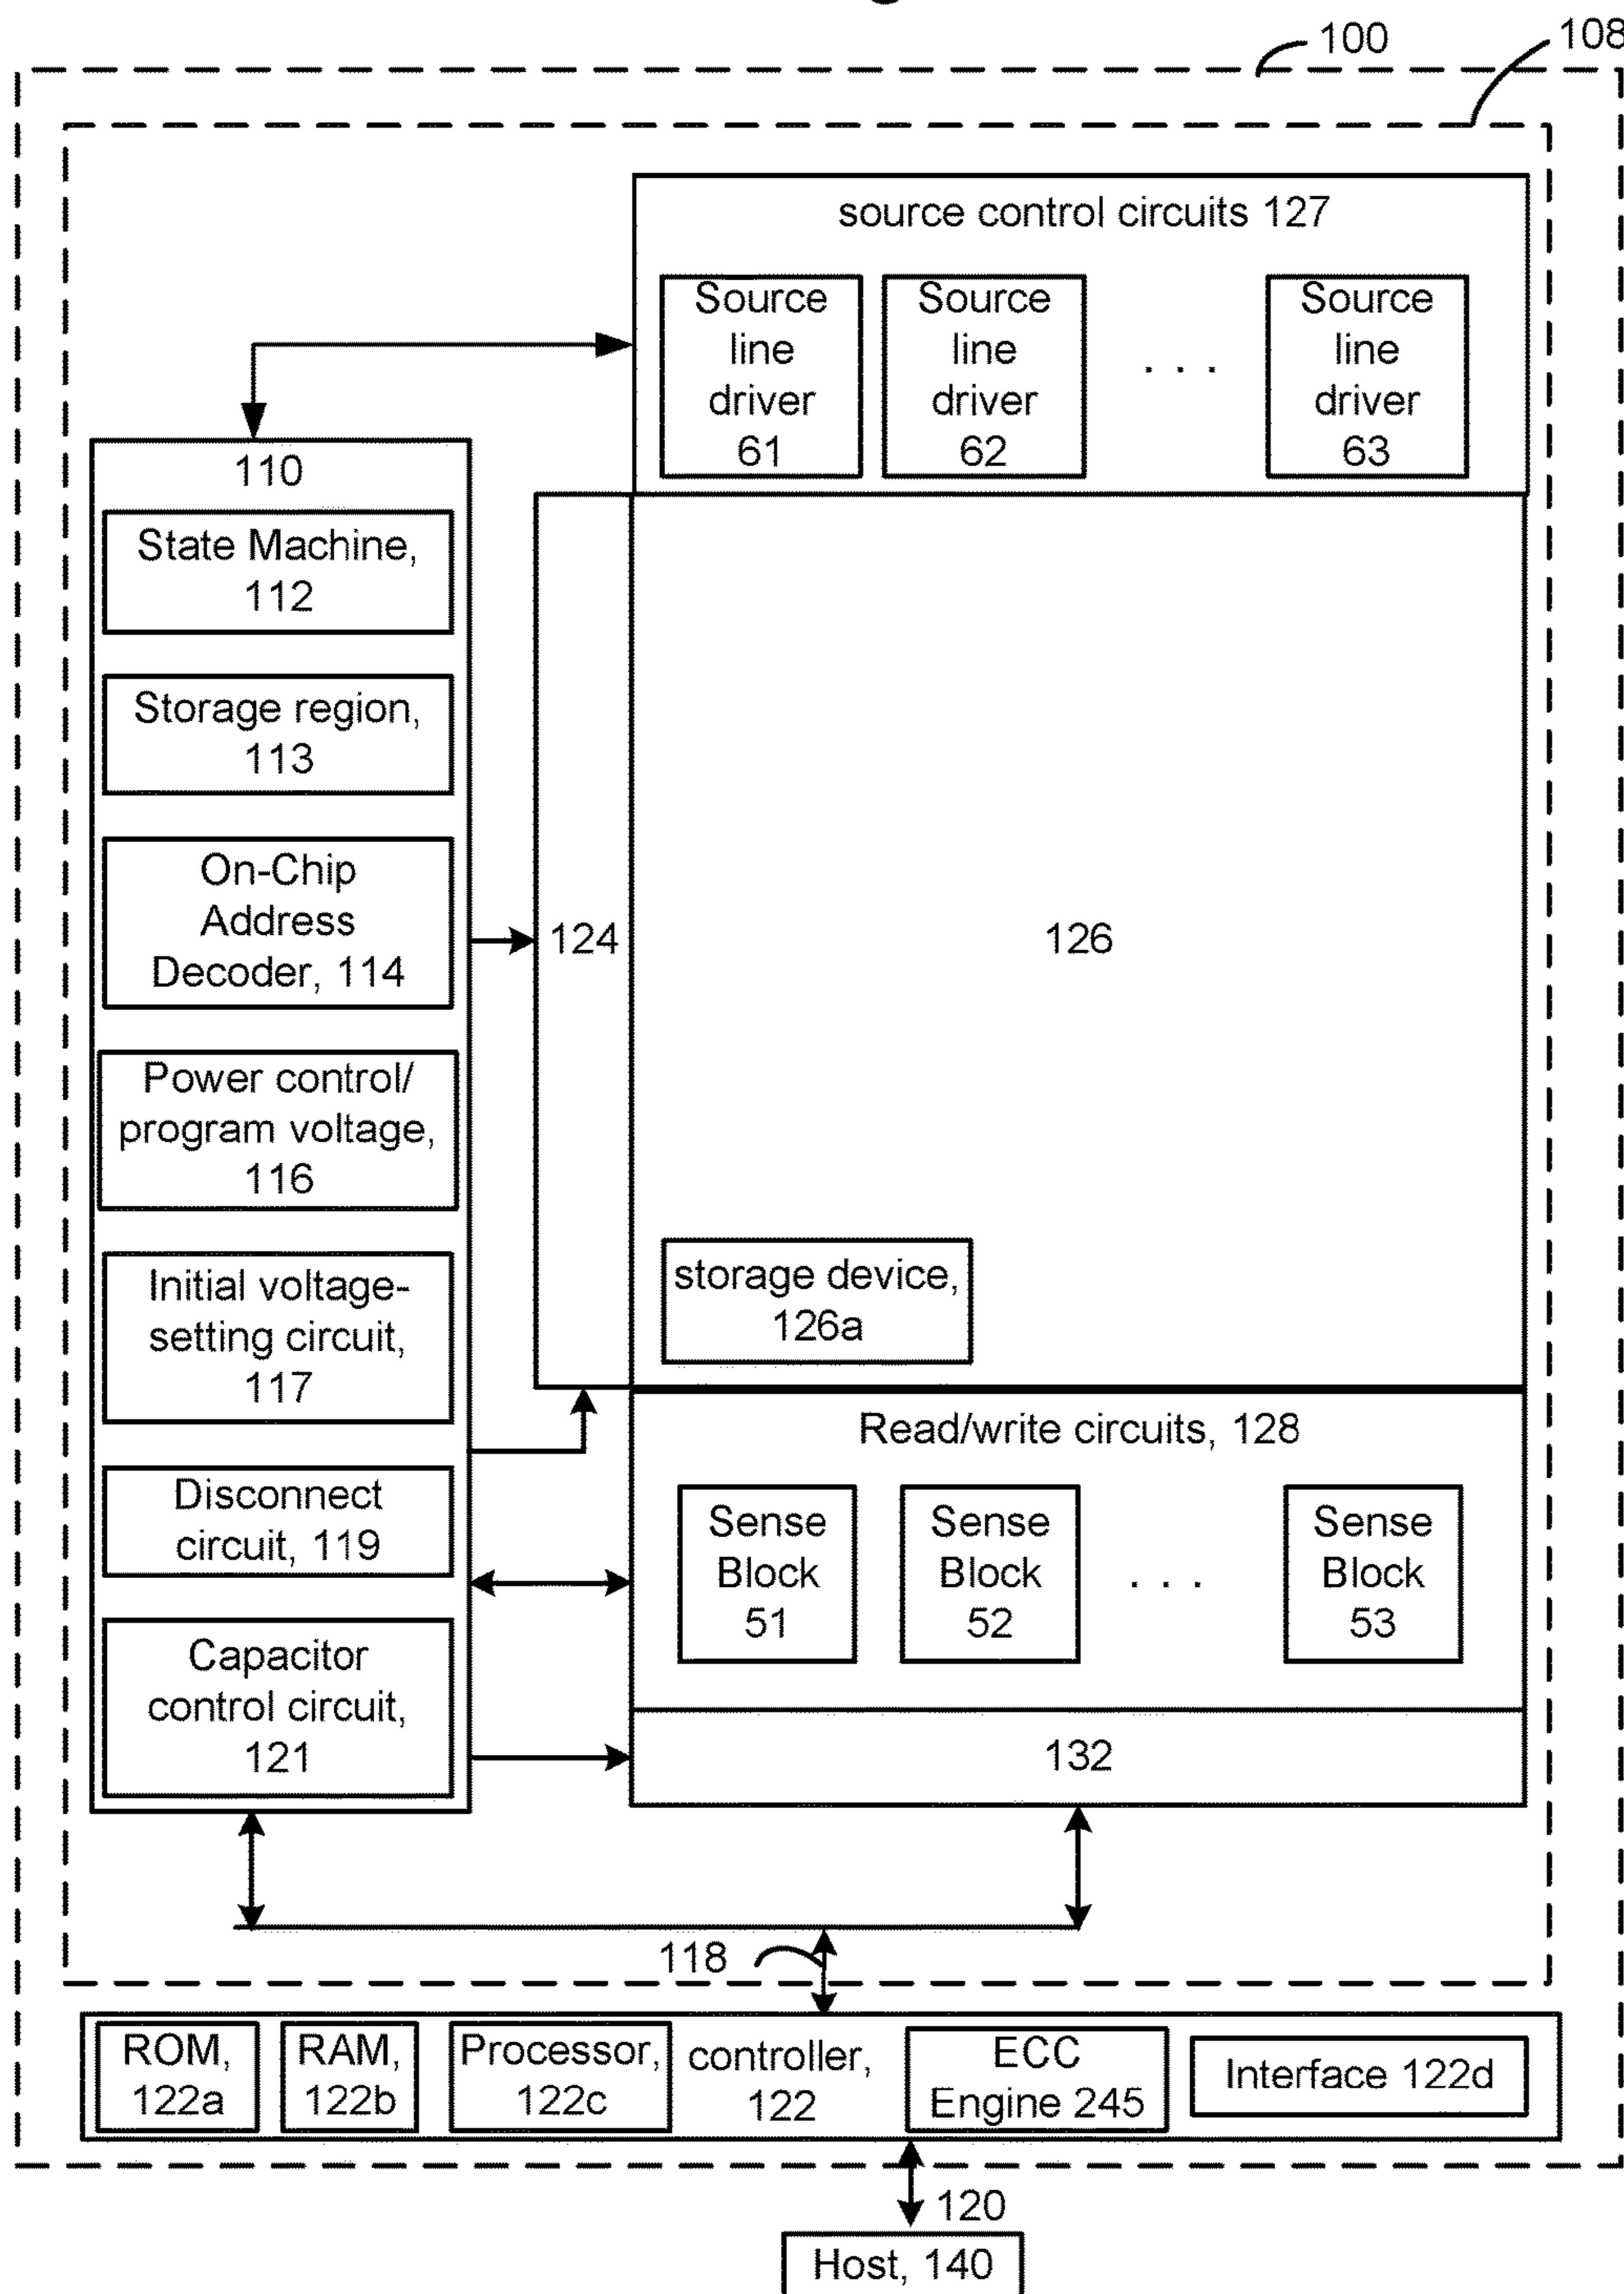 100
108
source control circuits 127
Source
line
driver
61
Source
line
driver
62
. . .
Source
line
driver
63
110
State Machine,
112
Storage region,
113
On-Chip
Address
Decoder, 114
Power control/
program voltage,
116
Initial voltage-
setting circuit,
117
Disconnect
circuit, 119
Capacitor
control circuit,
121
124
126
storage device,
126a
Read/write circuits, 128
Sense
Block
51
Sense
Block
52
. . .
Sense
Block
53
132
118
ROM,
122a
RAM,
122b
Processor,
122c
controller,
122
ECC
Engine 245
Interface 122d
120
Host, 140